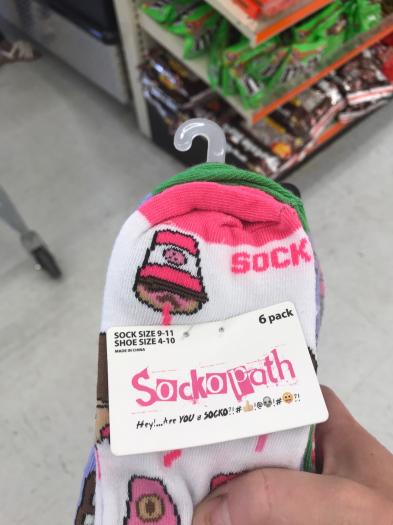 SOCK
6 pack
SOCK SIZE 9-11
SHOE SIZE 4-10
MADE IN CHINA
Sockopath
Hey!...Are YOU a SOCKO?!#👍!@💀!#😀?!